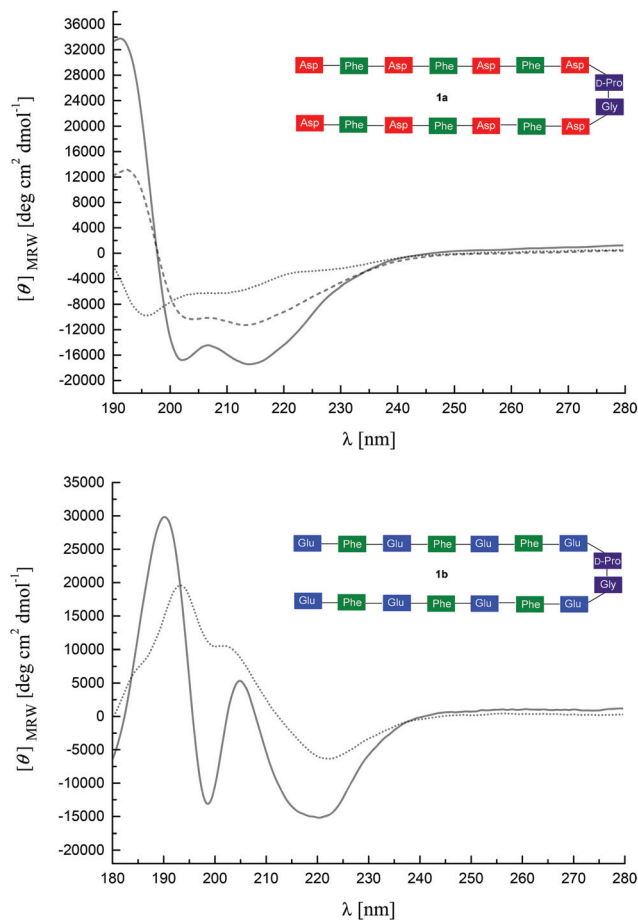 36000
32000
28000
24000
20000
16000
12000
8000
4000
0
-4000
-8000
-12000
-16000
-20000
[θ] MRW [deg cm² dmol⁻¹]
Asp Phe Asp Phe Asp Phe Asp
D-Pro
1a
Gly
Asp Phe Asp Phe Asp Phe Asp
190 200 210 220 230 240 250 260 270 280
λ [nm]
35000
30000
25000
20000
15000
10000
5000
0
-5000
-10000
-15000
-20000
[θ] MRW [deg cm² dmol⁻¹]
Glu Phe Glu Phe Glu Phe Glu
D-Pro
1b
Gly
Glu Phe Glu Phe Glu Phe Glu
180 190 200 210 220 230 240 250 260 270 280
λ [nm]